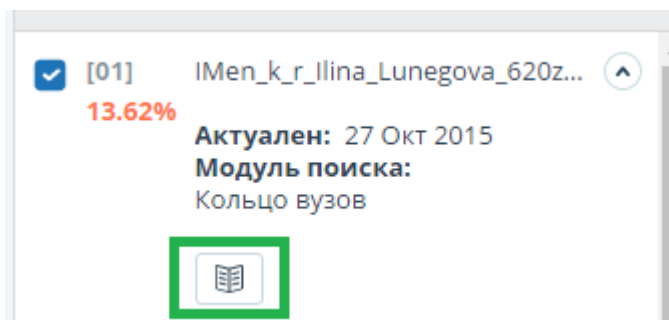 [01] IMen_k_r_Ilina_Lunegova_620z...
13.62%
Актуален: 27 Окт 2015
Модуль поиска:
Кольцо вузов